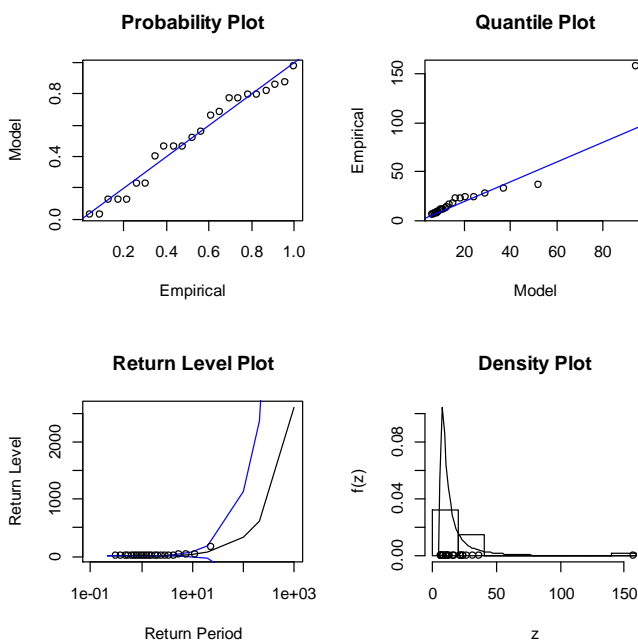 Probability Plot
Model
0.0 0.4 0.8
0.2 0.4 0.6 0.8 1.0
Empirical
Quantile Plot
Empirical
0 50 100 150
20 40 60 80
Model
Return Level Plot
Return Level
0 1000 2000
1e-01 1e+01 1e+03
Return Period
Density Plot
f(z)
0.00 0.04 0.08
0 50 100 150
z